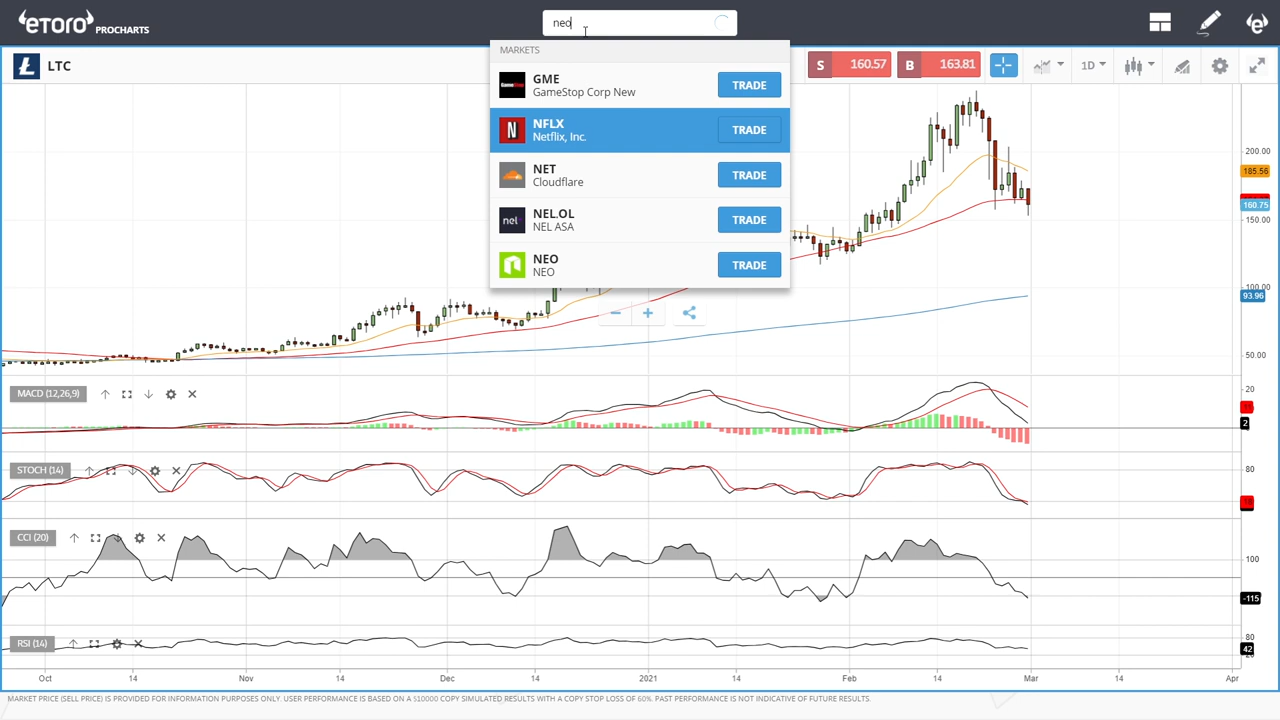 eToro PROCHARTS
neo
MARKETS
GME
GameStop Corp New
TRADE
NFLX
Netflix, Inc.
TRADE
NET
Cloudflare
TRADE
nel
NEL.OL
NEL ASA
TRADE
NEO
NEO
TRADE
LTC
S 160.57 B 163.81 1D
200.00
185.56
160.75
150.00
100.00
93.96
50.00
MACD (12,26,9)
20
2
STOCH (14)
80
CCI (20)
100
-115
RSI (14)
80
42
Oct 14 Nov 14 Dec 14 2021 14 Feb 14 Mar 14 Apr
MARKET PRICE (SELL PRICE) IS PROVIDED FOR INFORMATION PURPOSES ONLY. USER PERFORMANCE IS BASED ON A $10000 COPY SIMULATED RESULTS WITH A COPY STOP LOSS OF 60%. PAST PERFORMANCE IS NOT INDICATIVE OF FUTURE RESULTS.